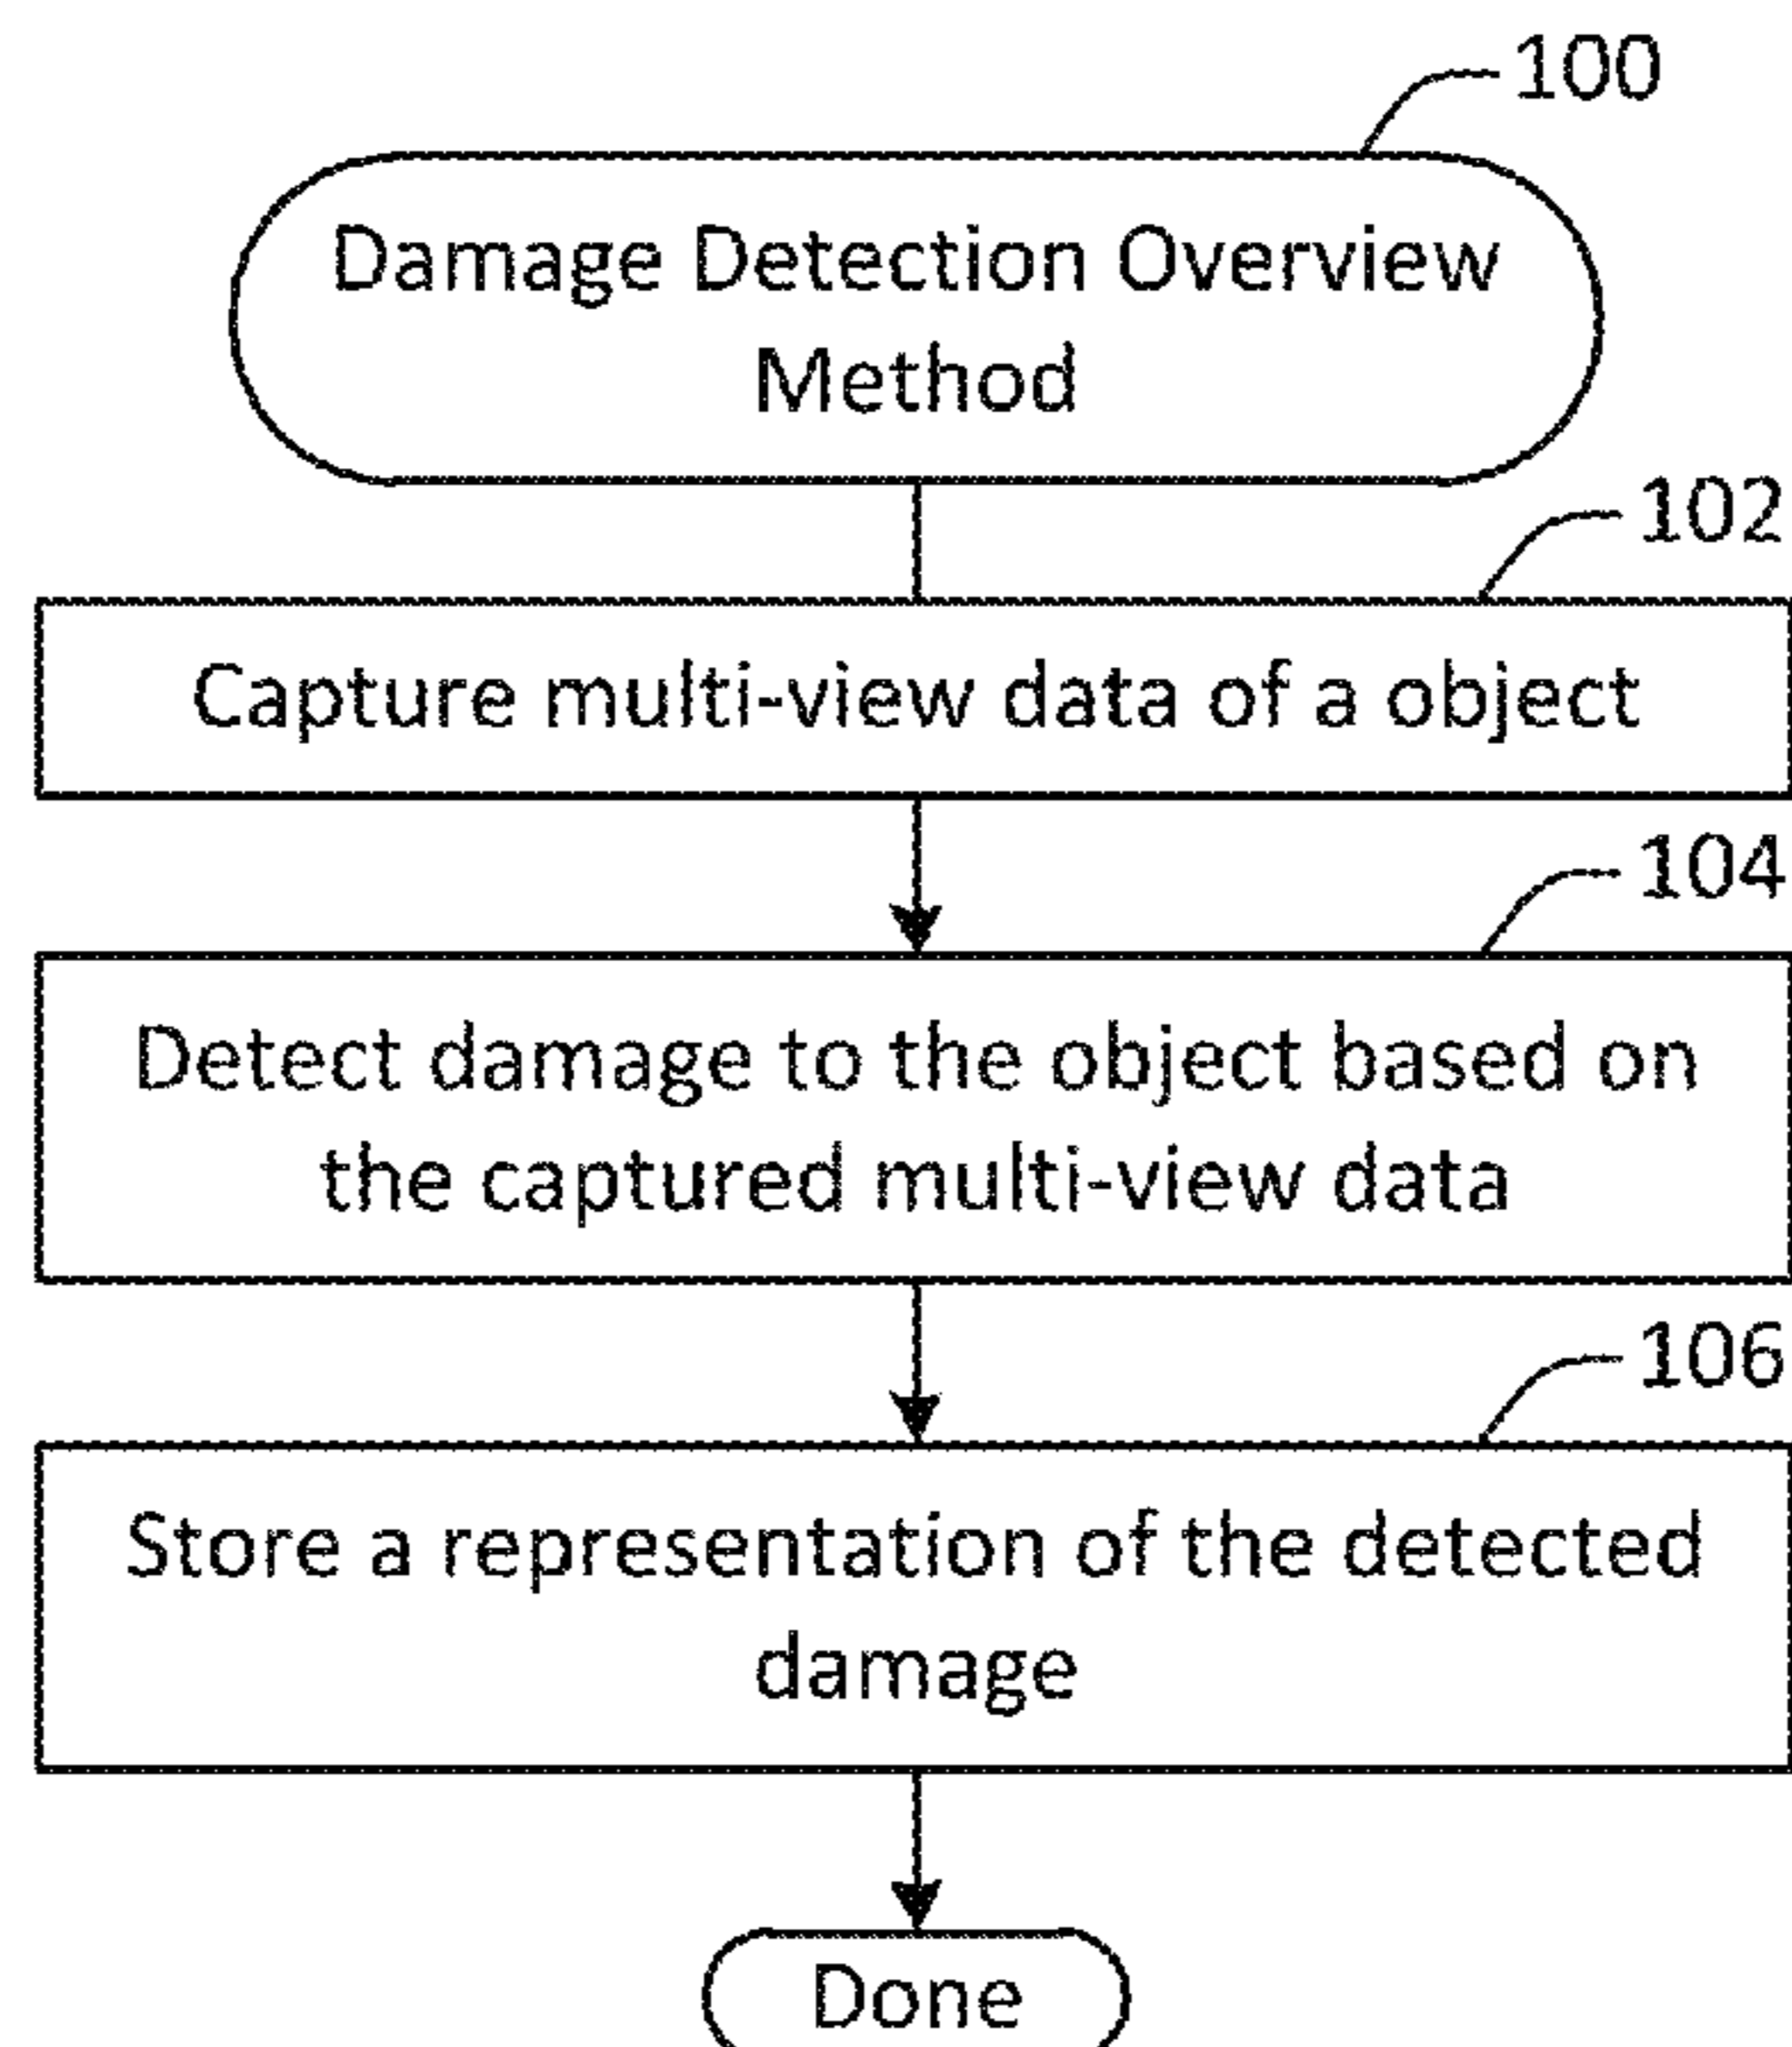 100
Damage Detection Overview
Method
102
Capture multi-view data of a object
104
Detect damage to the object based on
the captured multi-view data
106
Store a representation of the detected
damage
Done